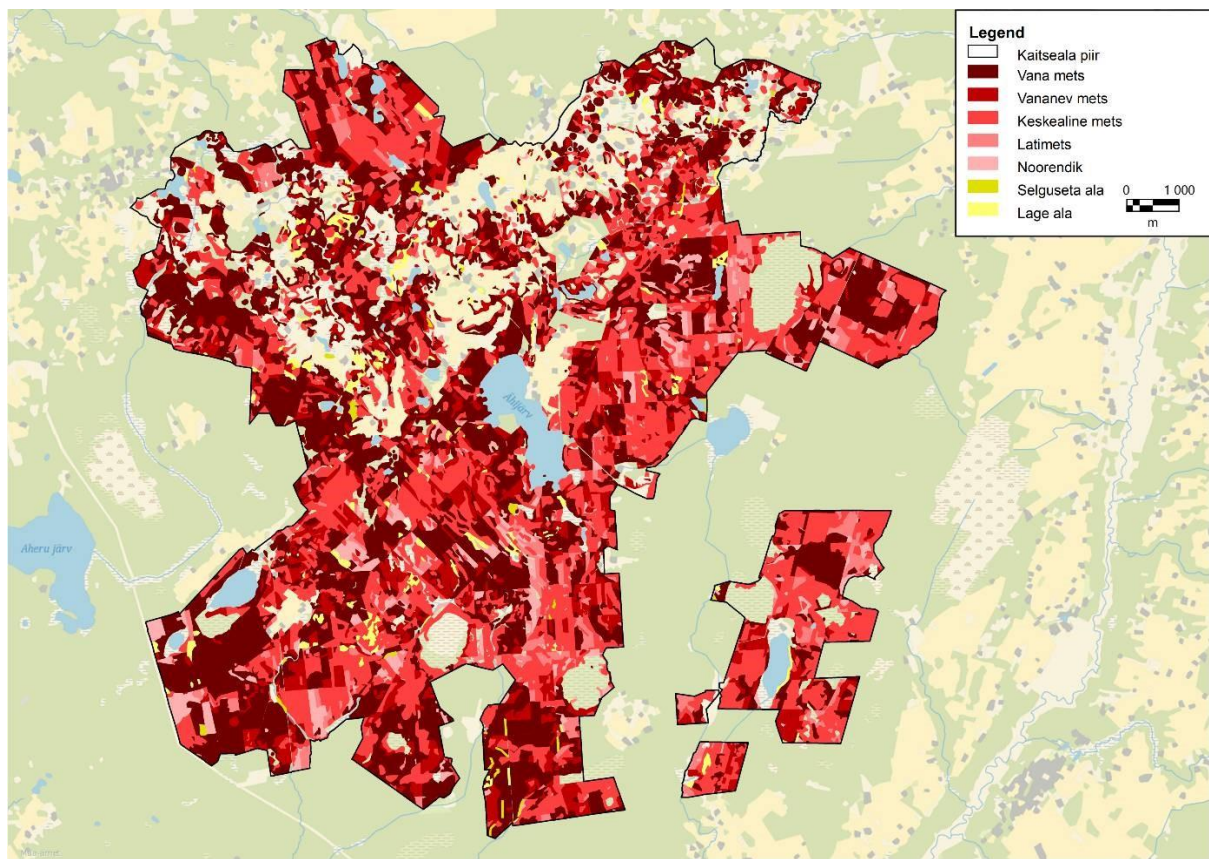 Legend
Kaitseala piir
Vana mets
Vananev mets
Keskealine mets
Latimets
Noorendik
Selguseta ala
Lage ala
0 1 000
m
Ähijärv
Aheru järv